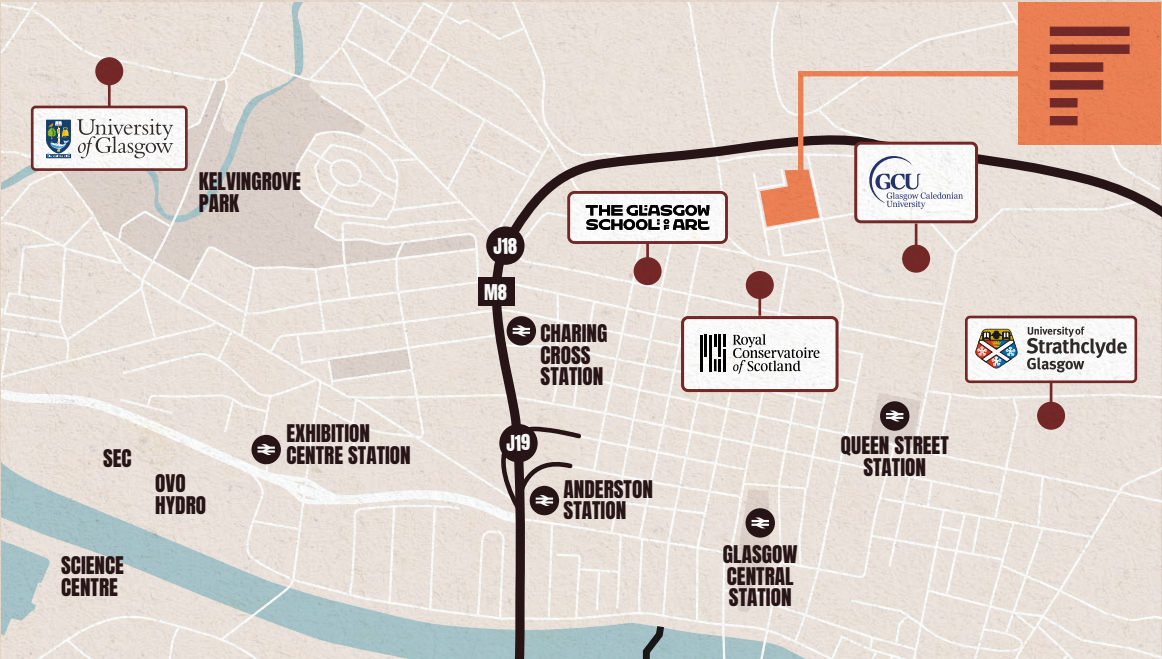 University
of Glasgow
KELVINGROVE
PARK
J18
M8
THE GLASGOW
SCHOOL OF ART
GCU
Glasgow Caledonian
University
CHARING
CROSS
STATION
Royal
Conservatoire
of Scotland
University of
Strathclyde
Glasgow
J19
EXHIBITION
CENTRE STATION
SEC
OVO
HYDRO
ANDERSTON
STATION
QUEEN STREET
STATION
GLASGOW
CENTRAL
STATION
SCIENCE
CENTRE